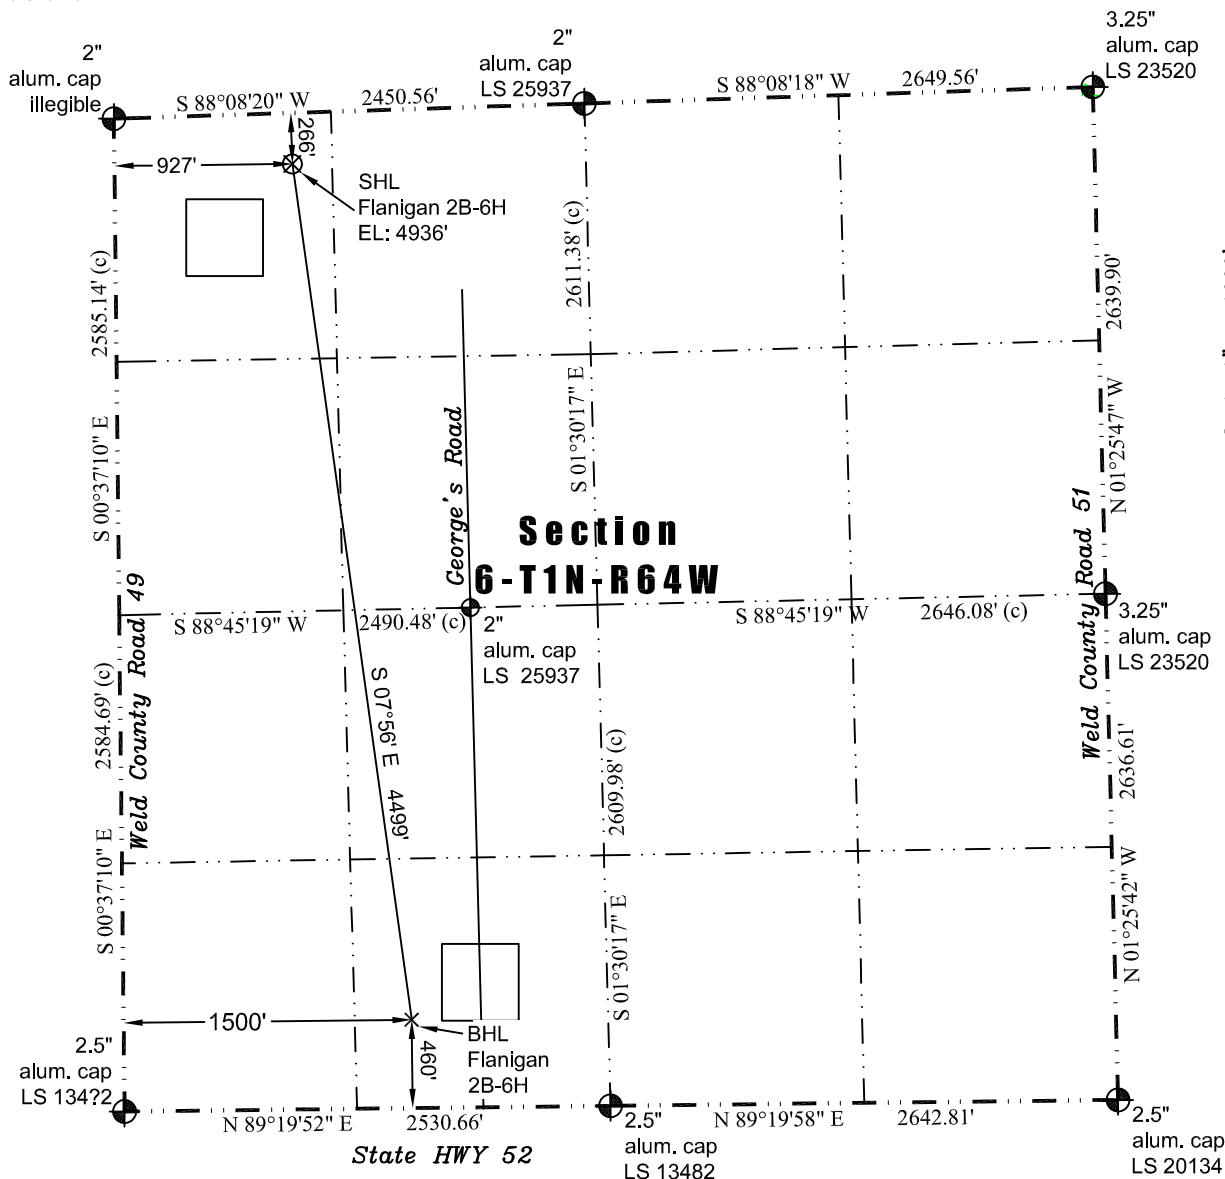 2"
alum. cap
illegible
S 88°08'20" W
2450.56'
2"
alum. cap
LS 25937
S 88°08'18" W
2649.56'
3.25"
alum. cap
LS 23520
927'
266'
SHL
Flanigan 2B-6H
EL: 4936'
2585.14' (c)
S 00°37'10" E
2611.38' (c)
S 01°30'17" E
2639.90'
N 01°25'47" W
George's Road
Section
6-T1N-R64W
Weld County Road 49
Weld County Road 51
S 88°45'19" W
2490.48' (c)
2"
alum. cap
LS 25937
S 88°45'19" W
2646.08' (c)
3.25"
alum. cap
LS 23520
S 07°56' E 4499'
2584.69' (c)
S 00°37'10" E
2609.98' (c)
S 01°30'17" E
2636.61'
N 01°25'42" W
1500'
460'
BHL
Flanigan
2B-6H
2.5"
alum. cap
LS 134?2
N 89°19'52" E
2530.66'
State HWY 52
2.5"
alum. cap
LS 13482
N 89°19'58" E
2642.81'
2.5"
alum. cap
LS 20134